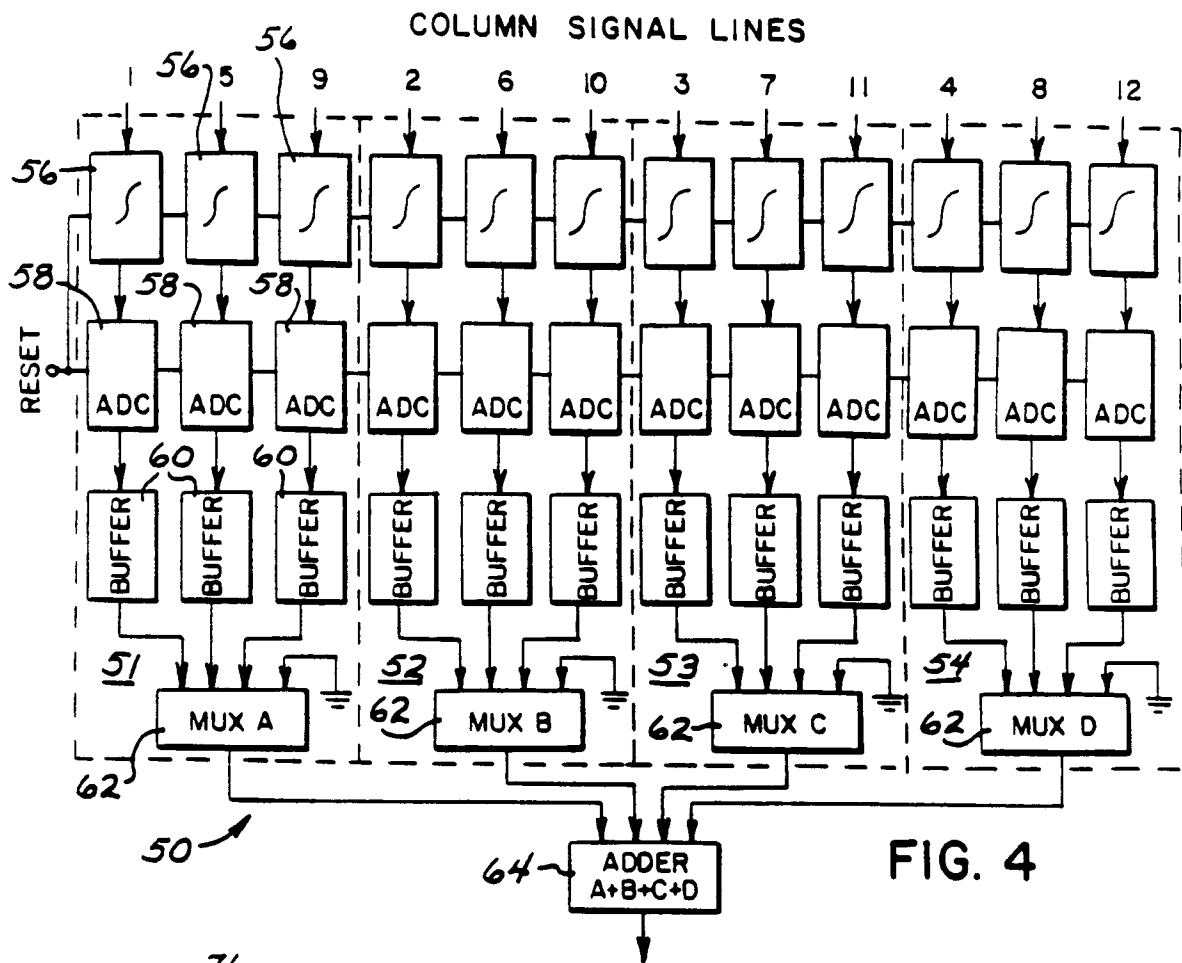 COLUMN SIGNAL LINES
56 56
1 5 9 2 6 10 3 7 11 4 8 12
56
58 58 58
RESET
ADC ADC ADC ADC ADC ADC ADC ADC ADC ADC ADC ADC
60 60
BUFFER BUFFER BUFFER BUFFER BUFFER BUFFER BUFFER BUFFER BUFFER BUFFER BUFFER BUFFER
51 52 53 54
MUX A 62 MUX B 62 MUX C 62 MUX D
62
50
64 ADDER
A+B+C+D
FIG. 4
76